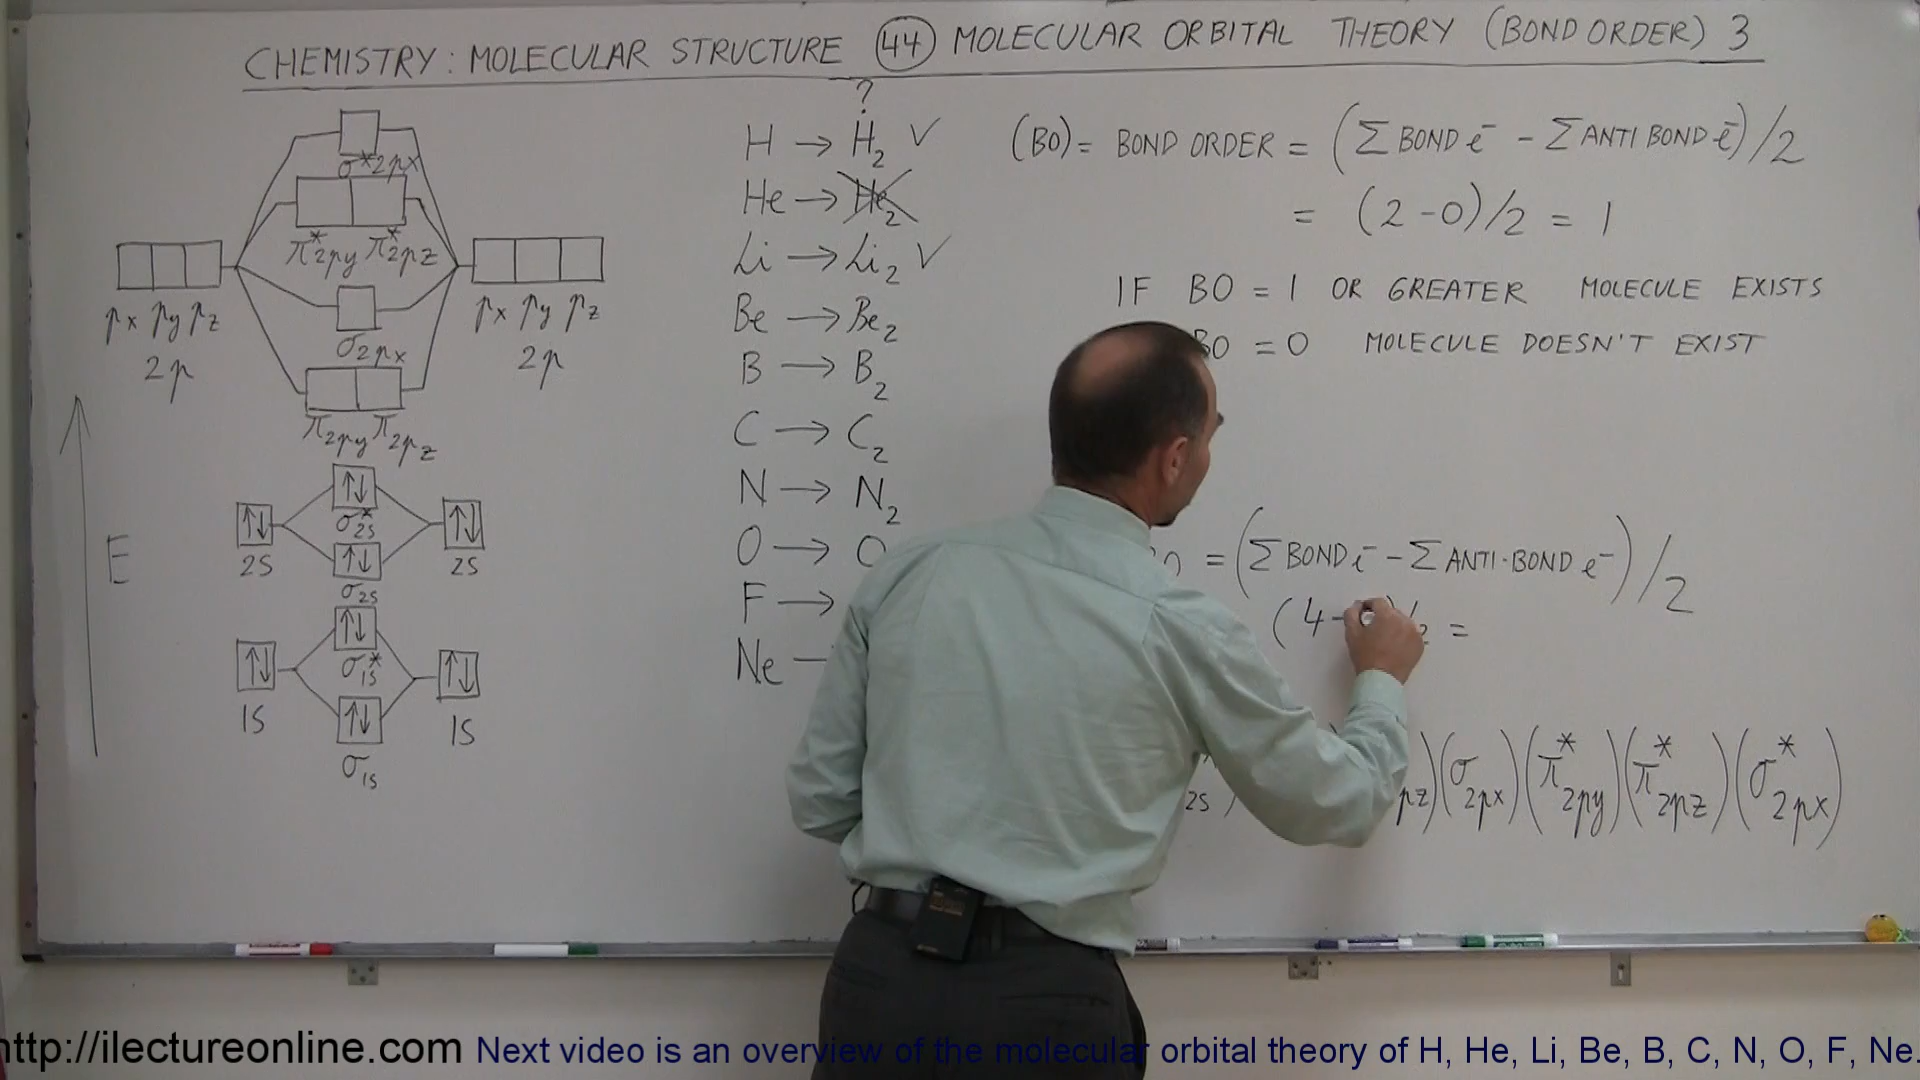 CHEMISTRY: MOLECULAR STRUCTURE 44 MOLECULAR ORBITAL THEORY (BOND ORDER) 3
σ*2px
π*2py π*2pz
px py pz
2p
px py pz
2p
σ2px
π2py π2pz
E
2S
σ*2s
2S
σ2s
1S
σ*1s
1S
σ1s
?
H → H2 ✓
He → He2
Li → Li2 ✓
Be → Be2
B → B2
C → C2
N → N2
O → O
F →
Ne
(BO) = BOND ORDER = (Σ BOND e⁻ - Σ ANTI BOND e⁻)/2
= (2-0)/2 = 1
IF BO = 1 OR GREATER MOLECULE EXISTS
BO = 0 MOLECULE DOESN'T EXIST
= (Σ BOND e⁻ - Σ ANTI-BOND e⁻)/2
(4 - )/2 =
2s) pz)(σ2px)(π*2py)(π*2pz)(σ*2px)
http://ilectureonline.com Next video is an overview of the molecular orbital theory of H, He, Li, Be, B, C, N, O, F, Ne.